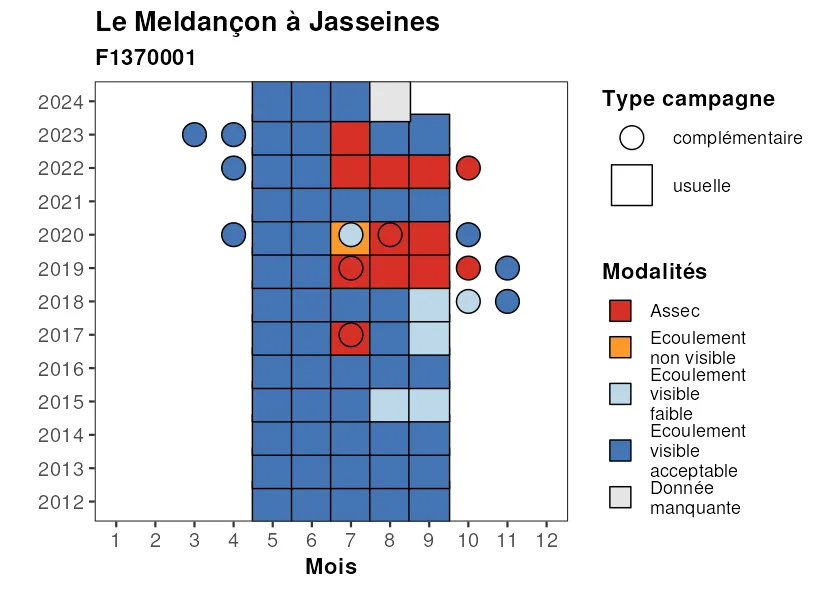 Le Meldançon à Jasseines
F1370001
2024
2023
2022
2021
2020
2019
2018
2017
2016
2015
2014
2013
2012
1 2 3 4 5 6 7 8 9 10 11 12
Mois
Type campagne
complémentaire
usuelle
Modalités
Assec
Ecoulement
non visible
Ecoulement
visible
faible
Ecoulement
visible
acceptable
Donnée
manquante